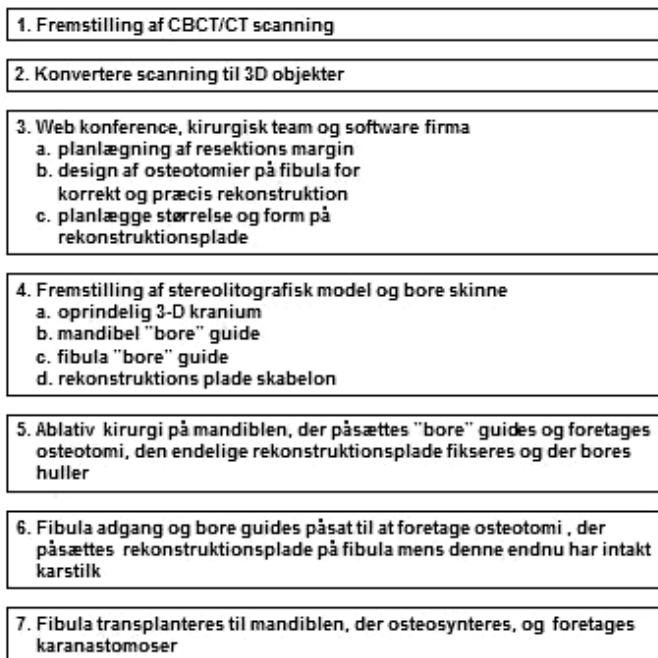 1. Fremstilling af CBCT/CT scanning
2. Konvertere scanning til 3D objekter
3. Web konference, kirurgisk team og software firma
a. planlægning af resektions margin
b. design af osteotomier på fibula for
korrekt og præcis rekonstruktion
c. planlægge størrelse og form på
rekonstruktionsplade
4. Fremstilling af stereolitografisk model og bore skinne
a. oprindelig 3-D kranium
b. mandibel ¨bore¨ guide
c. fibula ¨bore¨ guide
d. rekonstruktions plade skabelon
5. Ablativ kirurgi på mandiblen, der påsættes ¨bore¨ guides og foretages
osteotomi, den endelige rekonstruktionsplade fikseres og der bores
huller
6. Fibula adgang og bore guides påsat til at foretage osteotomi , der
påsættes rekonstruktionsplade på fibula mens denne endnu har intakt
karstilk
7. Fibula transplanteres til mandiblen, der osteosynteres, og foretages
karanastomoser